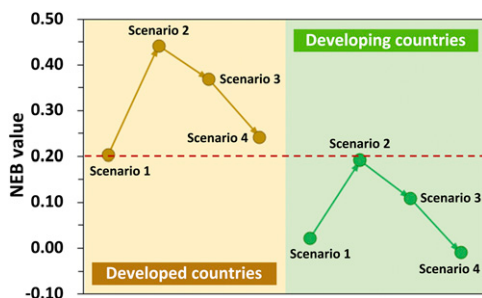 0.50
0.40
0.30
0.20
0.10
0.00
-0.10
NEB value
Scenario 2
Scenario 3
Scenario 4
Scenario 1
Developed countries
Developing countries
Scenario 2
Scenario 3
Scenario 1
Scenario 4